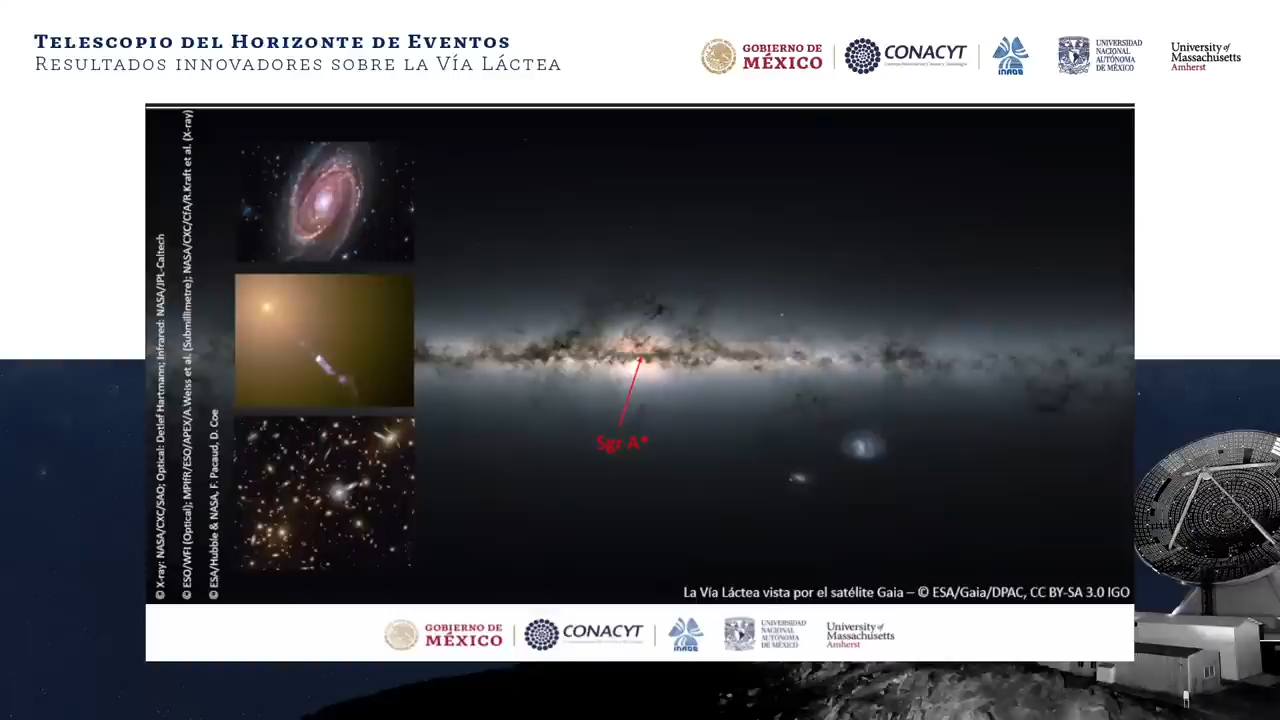 TELESCOPIO DEL HORIZONTE DE EVENTOS
RESULTADOS INNOVADORES SOBRE LA VÍA LÁCTEA
GOBIERNO DE
MÉXICO
CONACYT
INAOE
UNIVERSIDAD
NACIONAL
AUTÓNOMA
DE MÉXICO
University of
Massachusetts
Amherst
© X-ray: NASA/CXC/SAO; Optical: Detlef Hartmann; Infrared: NASA/JPL-Caltech
© ESO/WFI (Optical); MPIfR/ESO/APEX/A.Weiss et al. (Submillimetre); NASA/CXC/CfA/R.Kraft et al. (X-ray)
© ESA/Hubble & NASA, F. Pacaud, D. Coe
Sgr A*
La Vía Láctea vista por el satélite Gaia – © ESA/Gaia/DPAC, CC BY-SA 3.0 IGO
GOBIERNO DE
MÉXICO
CONACYT
INAOE
UNIVERSIDAD
NACIONAL
AUTÓNOMA
DE MÉXICO
University of
Massachusetts
Amherst